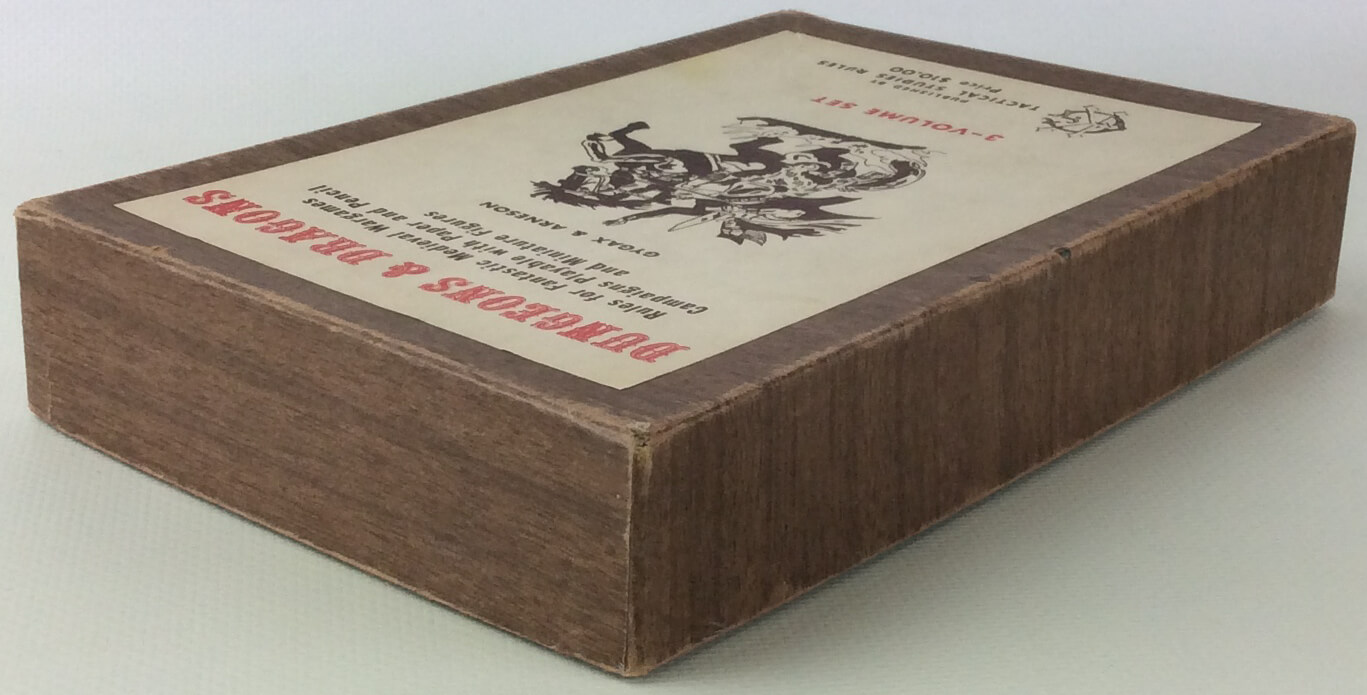 DUNGEONS & DRAGONS
Rules for Fantastic Medieval Wargames
Campaigns Playable with Paper and Pencil
and Miniature Figures
GYGAX & ARNESON
3-VOLUME SET
PUBLISHED BY
TACTICAL STUDIES RULES
Price $10.00